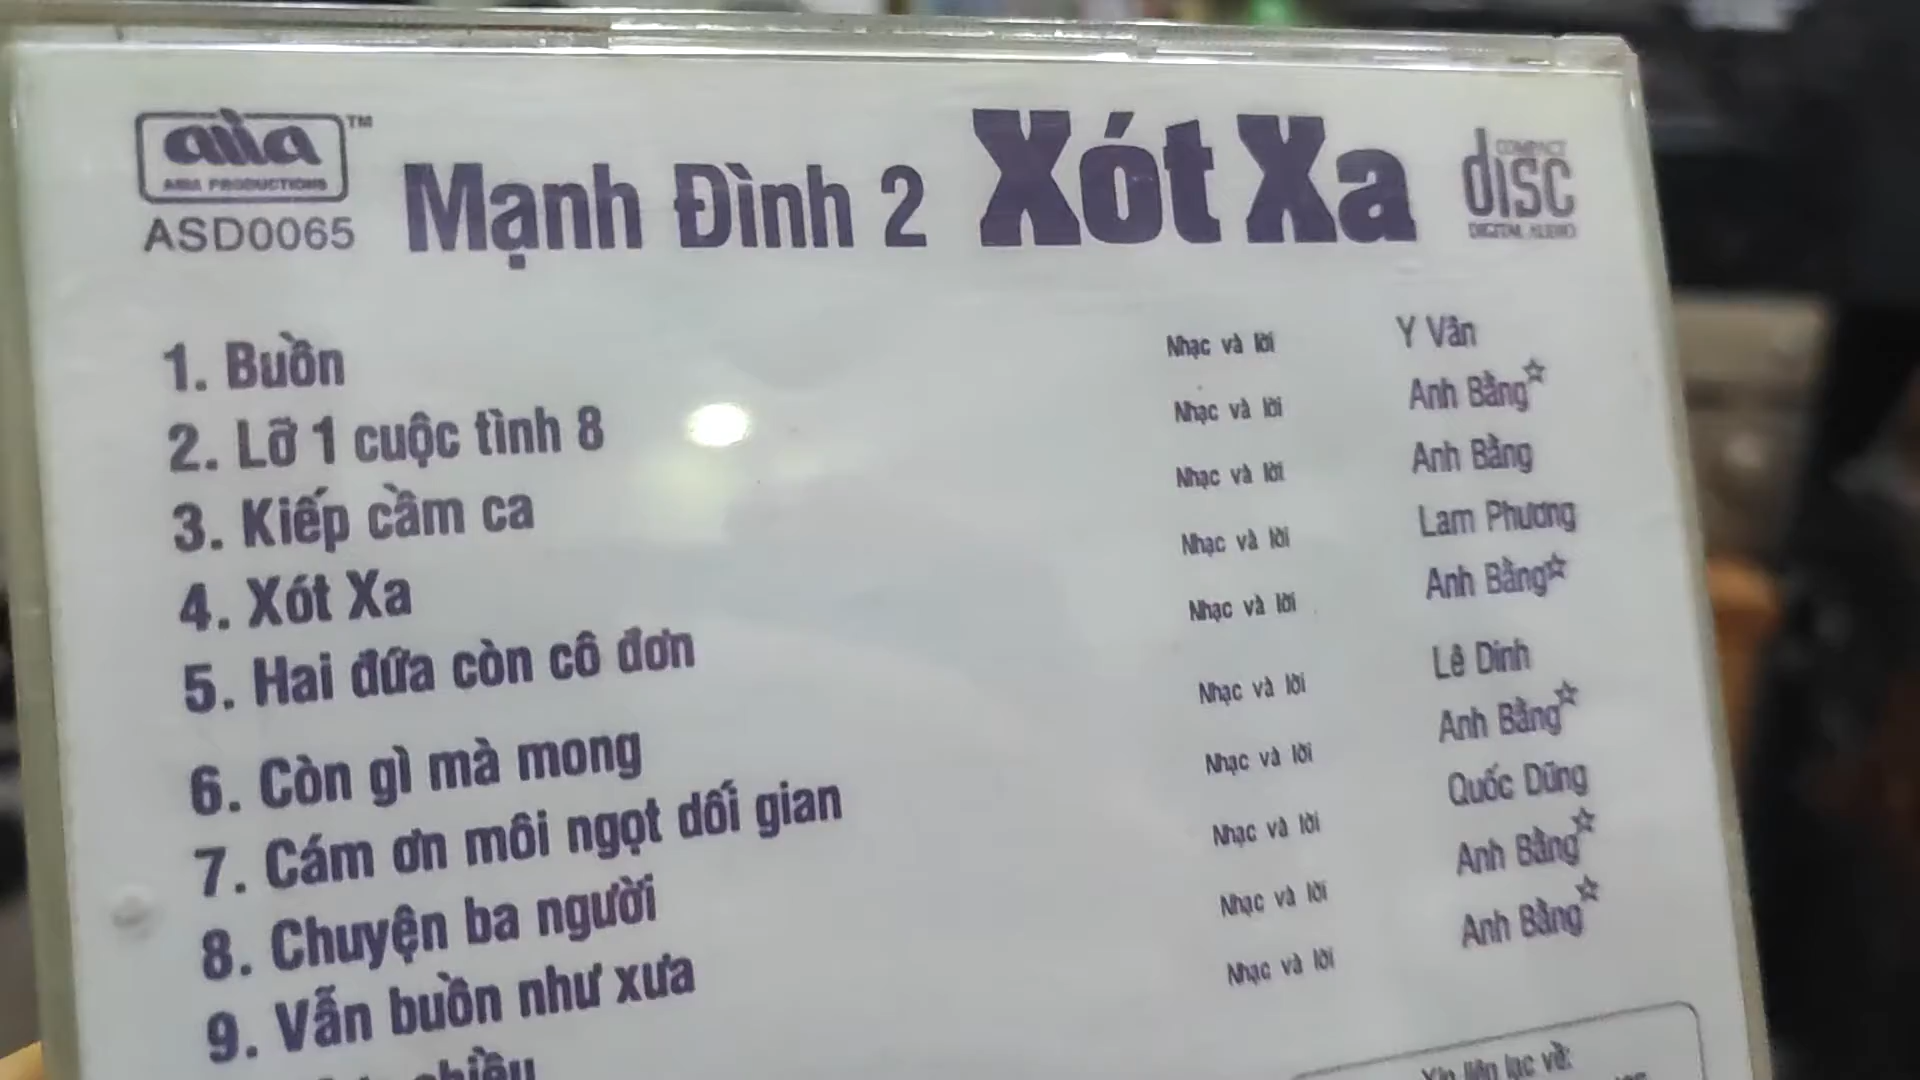 asia TM
ASIA PRODUCTIONS
ASD0065
Mạnh Đình 2 Xót Xa
COMPACT
disc
DIGITAL AUDIO
1. Buồn Nhạc và lời Y Vân
2. Lỡ 1 cuộc tình 8 Nhạc và lời Anh Bằng☆
3. Kiếp cầm ca Nhạc và lời Anh Bằng
4. Xót Xa Nhạc và lời Lam Phương
5. Hai đứa còn cô đơn Nhạc và lời Anh Bằng☆
6. Còn gì mà mong Nhạc và lời Lê Dinh
7. Cám ơn môi ngọt dối gian Nhạc và lời Anh Bằng☆
8. Chuyện ba người Nhạc và lời Quốc Dũng
9. Vẫn buồn như xưa Nhạc và lời Anh Bằng☆
chiều Nhạc và lời Anh Bằng☆
Xin liên lạc về: